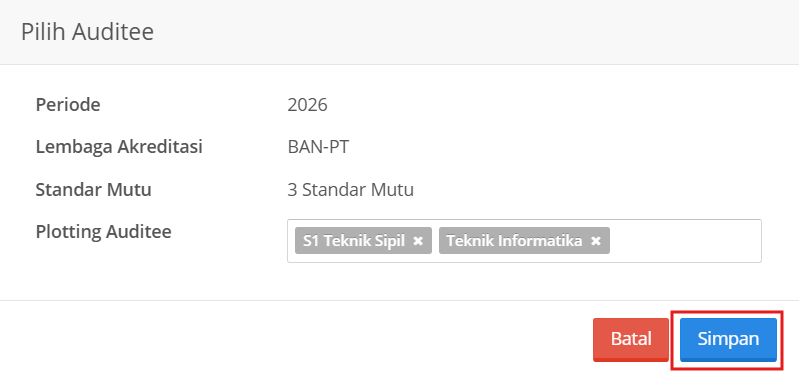 Pilih Auditee
Periode 2026
Lembaga Akreditasi BAN-PT
Standar Mutu 3 Standar Mutu
Plotting Auditee S1 Teknik Sipil × Teknik Informatika ×
Batal Simpan